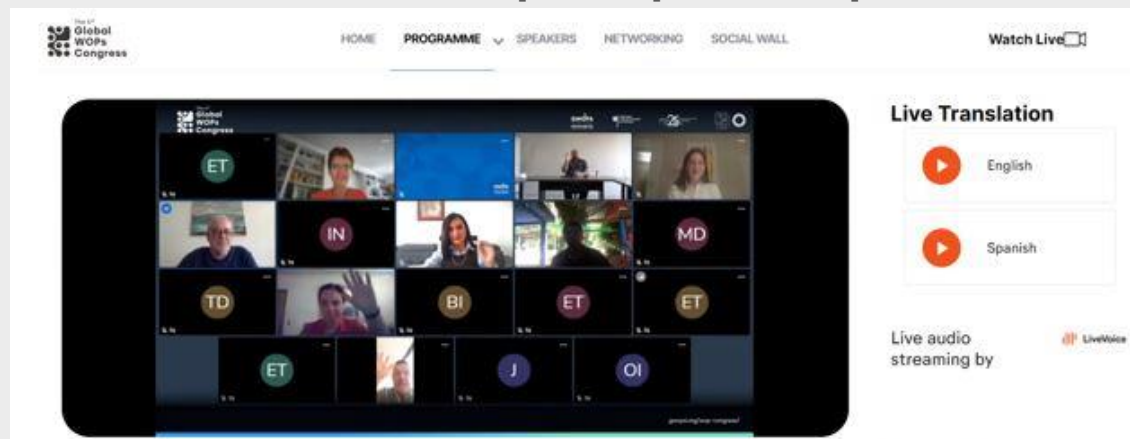 Global
WOPs
Congress
HOME PROGRAMME SPEAKERS NETWORKING SOCIAL WALL
Watch Live
Global
WOPs
Congress
Live Translation
ET
English
IN
MD
Spanish
TD
BI
ET
ET
Live audio
streaming by
LiveVoice
ET
J
OI